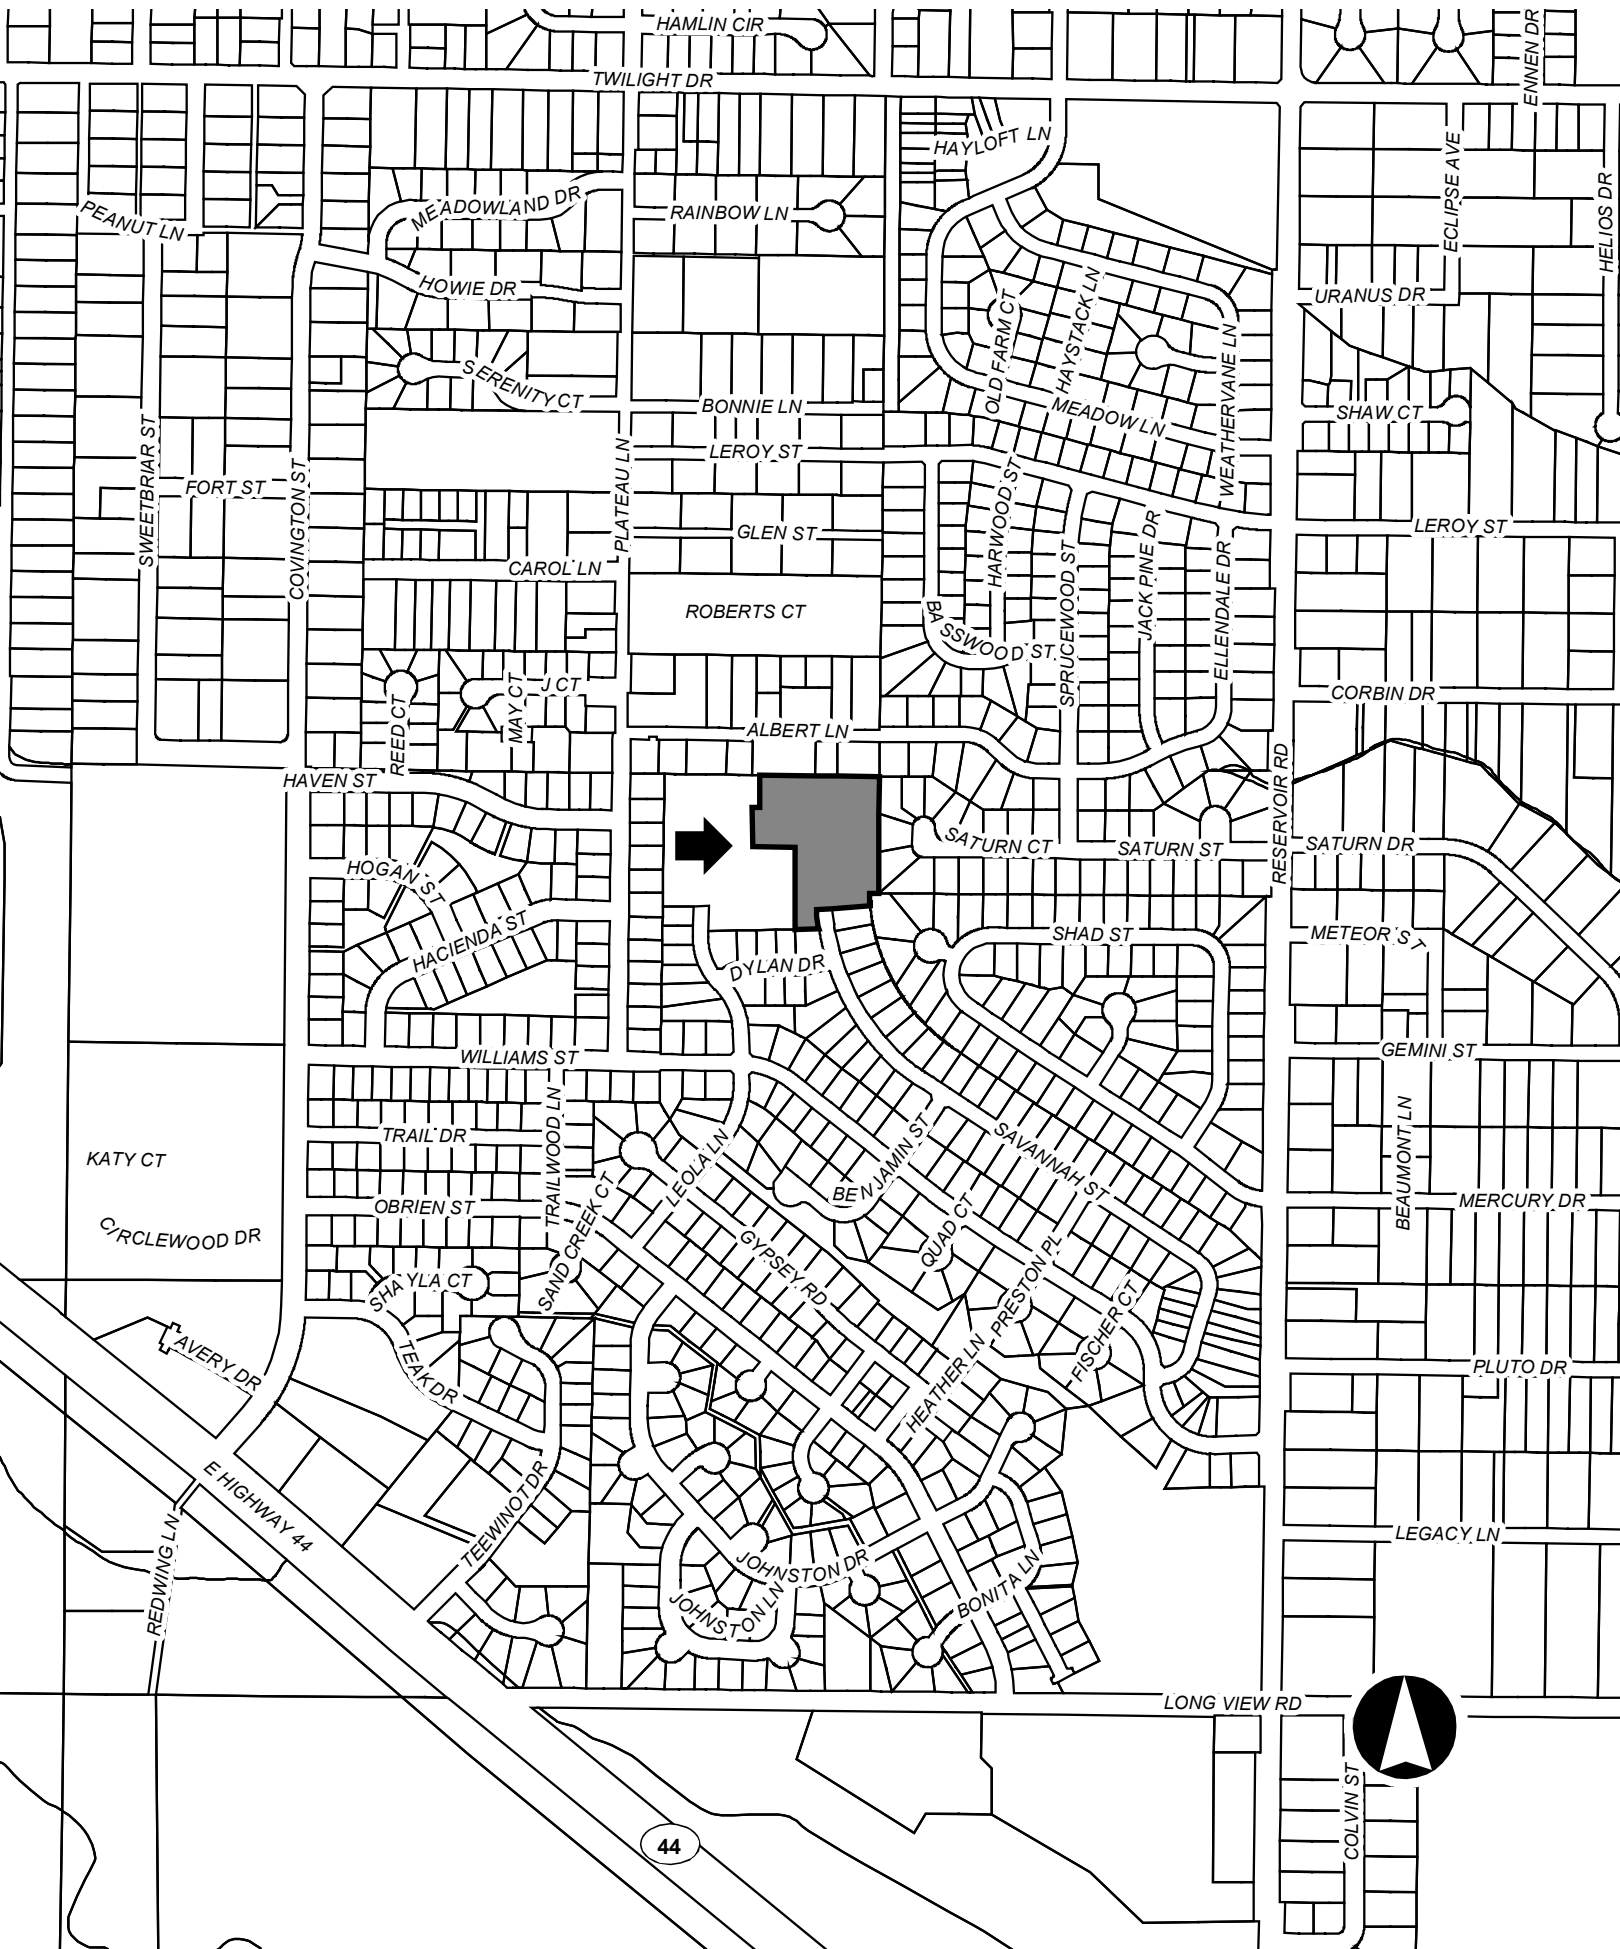 HAMLIN CIR
TWILIGHT DR
ENNEN DR
HAYLOFT LN
ECLIPSE AVE
HELIOS DR
PEANUT LN
MEADOWLAND DR
RAINBOW LN
HOWIE DR
URANUS DR
OLD FARM CT
HAYSTACK LN
WEATHERVANE LN
SERENITY CT
BONNIE LN
MEADOW LN
SHAW CT
LEROY ST
SWEETBRIAR ST
FORT ST
COVINGTON ST
PLATEAU LN
HARWOOD ST
LEROY ST
GLEN ST
JACK PINE DR
CAROL LN
SPRUCEWOOD ST
ELLENDALE DR
ROBERTS CT
BASSWOOD ST
J CT
MAY CT
REED CT
CORBIN DR
ALBERT LN
RESERVOIR RD
HAVEN ST
SATURN CT
SATURN ST
SATURN DR
HOGAN ST
HACIENDA ST
SHAD ST
METEOR ST
DYLAN DR
WILLIAMS ST
GEMINI ST
TRAIL DR
TRAILWOOD LN
LEOLA LN
BENJAMIN ST
SAVANNAH ST
BEAUMONT LN
KATY CT
OBRIEN ST
SAND CREEK CT
MERCURY DR
CIRCLEWOOD DR
QUAD CT
GYPSEY RD
SHAYLA CT
PRESTON PL
FISCHER CT
AVERY DR
TEAK DR
HEATHER LN
PLUTO DR
E HIGHWAY 44
TEEWINOT DR
LEGACY LN
REDWING LN
JOHNSTON DR
JOHNSTON LN
BONITA LN
LONG VIEW RD
COLVIN ST
44